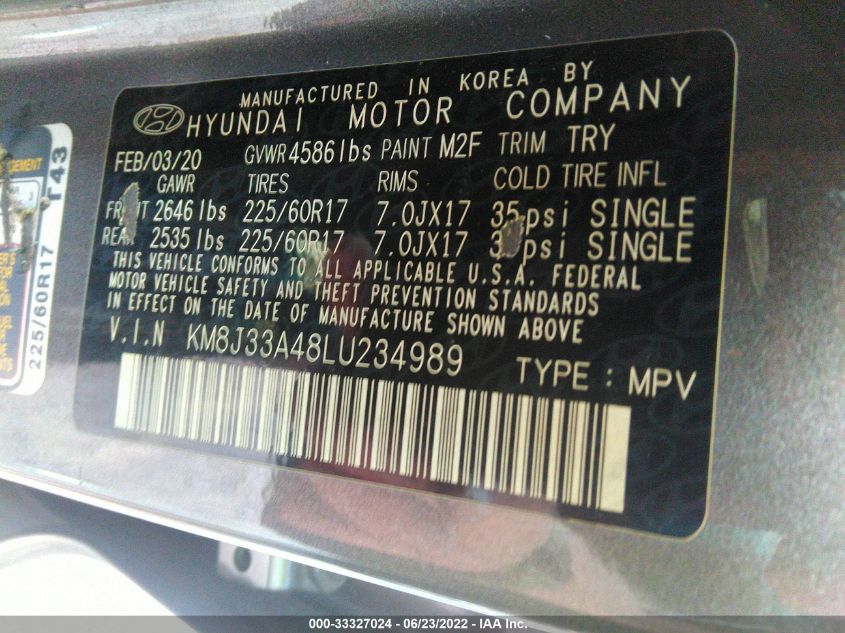 MANUFACTURED IN KOREA BY
HYUNDAI MOTOR COMPANY
FEB/03/20 GVWR 4586 lbs PAINT M2F TRIM TRY
GAWR TIRES RIMS COLD TIRE INFL
2646 lbs 225/60R17 7.0JX17 35 psi SINGLE
2535 lbs 225/60R17 7.0JX17 psi SINGLE
THIS VEHICLE CONFORMS TO ALL APPLICABLE U.S.A. FEDERAL
MOTOR VEHICLE SAFETY AND THEFT PREVENTION STANDARDS
IN EFFECT ON THE DATE OF MANUFACTURE SHOWN ABOVE
V.I.N KM8J33A48LU234989
TYPE : MPV
225/60R17 T43
000-33327024 - 06/23/2022 - IAA Inc.